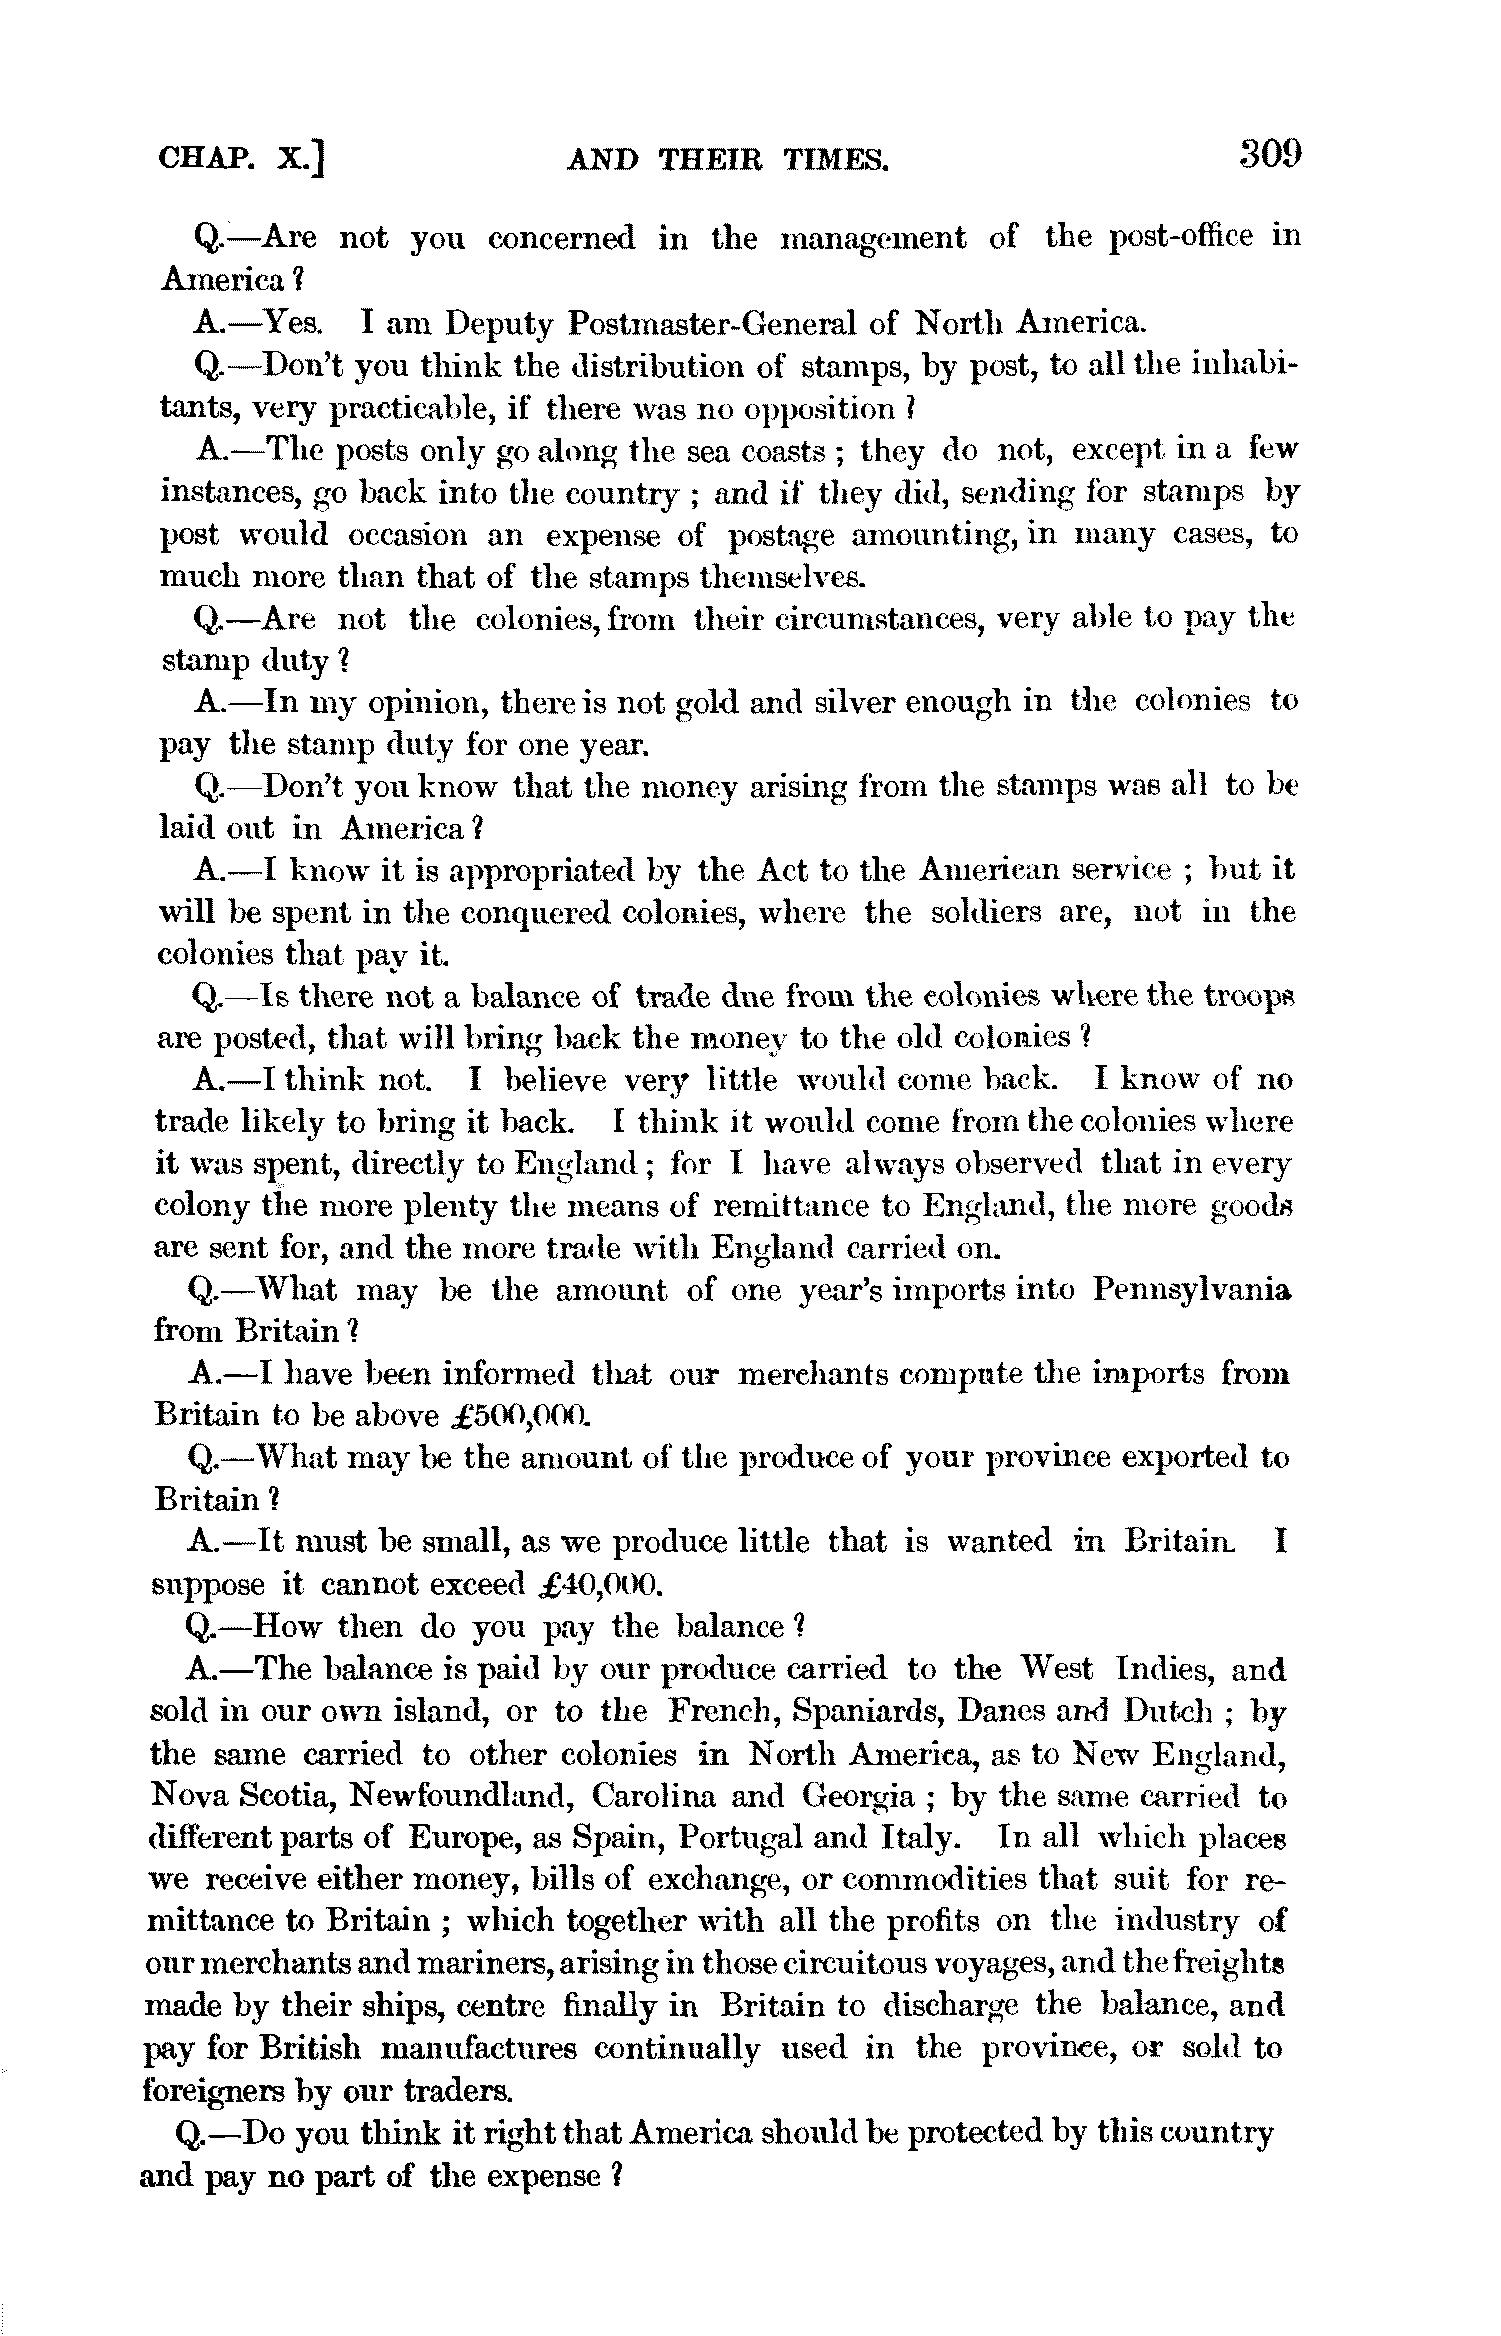 CHAP. X.] AND THEIR TIMES. 309
Q.—Are not you concerned in the management of the post-office in
America?
A.—Yes. I am Deputy Postmaster-General of North America.
Q.—Don't you think the distribution of stamps, by post, to all the inhabi-
tants, very practicable, if there was no opposition?
A.—The posts only go along the sea coasts; they do not, except in a few
instances, go back into the country; and if they did, sending for stamps by
post would occasion an expense of postage amounting, in many cases, to
much more than that of the stamps themselves.
Q.—Are not the colonies, from their circumstances, very able to pay the
stamp duty?
A.—In my opinion, there is not gold and silver enough in the colonies to
pay the stamp duty for one year.
Q.—Don't you know that the money arising from the stamps was all to be
laid out in America?
A.—I know it is appropriated by the Act to the American service; but it
will be spent in the conquered colonies, where the soldiers are, not in the
colonies that pay it.
Q.—Is there not a balance of trade due from the colonies where the troops
are posted, that will bring back the money to the old colonies?
A.—I think not. I believe very little would come back. I know of no
trade likely to bring it back. I think it would come from the colonies where
it was spent, directly to England; for I have always observed that in every
colony the more plenty the means of remittance to England, the more goods
are sent for, and the more trade with England carried on.
Q.—What may be the amount of one year's imports into Pennsylvania
from Britain?
A.—I have been informed that our merchants compute the imports from
Britain to be above £500,000.
Q.—What may be the amount of the produce of your province exported to
Britain?
A.—It must be small, as we produce little that is wanted in Britain. I
suppose it cannot exceed £40,000.
Q.—How then do you pay the balance?
A.—The balance is paid by our produce carried to the West Indies, and
sold in our own island, or to the French, Spaniards, Danes and Dutch; by
the same carried to other colonies in North America, as to New England,
Nova Scotia, Newfoundland, Carolina and Georgia; by the same carried to
different parts of Europe, as Spain, Portugal and Italy. In all which places
we receive either money, bills of exchange, or commodities that suit for re-
mittance to Britain; which together with all the profits on the industry of
our merchants and mariners, arising in those circuitous voyages, and the freights
made by their ships, centre finally in Britain to discharge the balance, and
pay for British manufactures continually used in the province, or sold to
foreigners by our traders.
Q.—Do you think it right that America should be protected by this country
and pay no part of the expense?